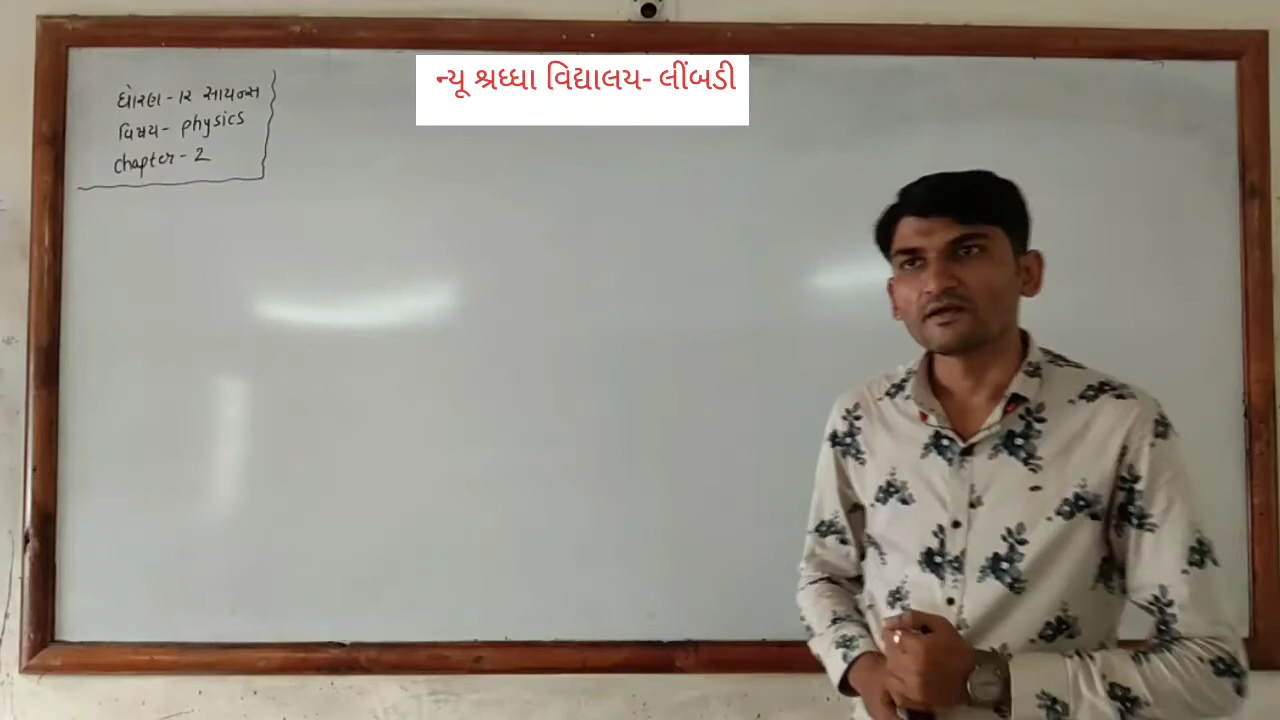 ન્યૂ શ્રધ્ધા વિદ્યાલય- લીંબડી
ધોરણ - ૧૨ સાયન્સ
વિષય- physics
chapter - 2